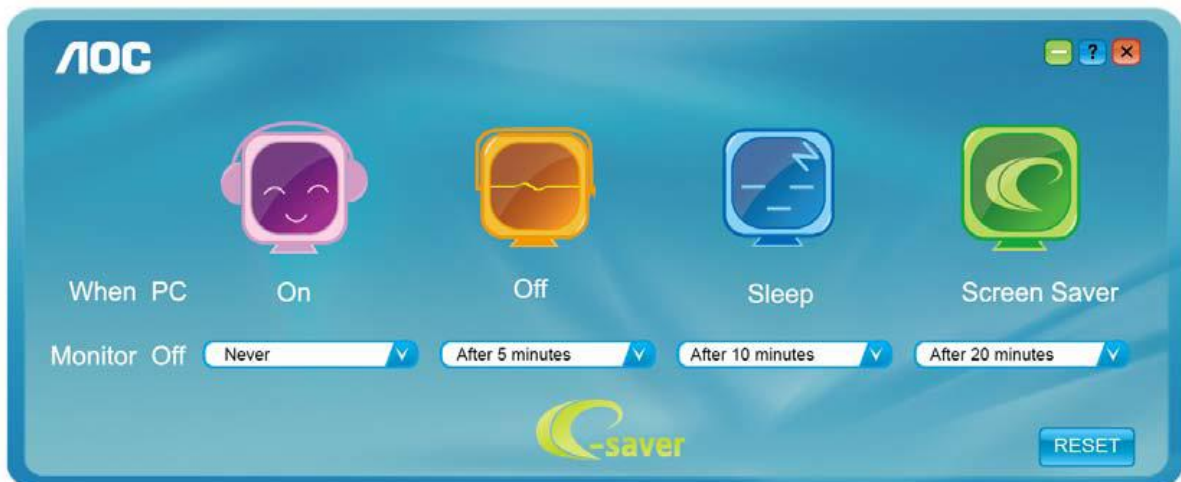 AOC
?
When PC On Off Sleep Screen Saver
Monitor Off Never After 5 minutes After 10 minutes After 20 minutes
e-saver
RESET